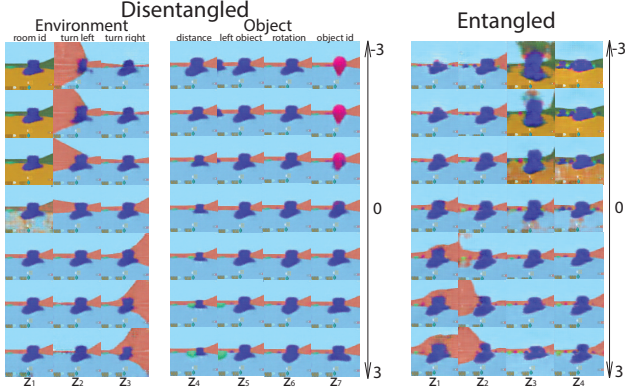 Disentangled
Environment Object Entangled
room id turn left turn right distance left object rotation object id
-3 -3
0 0
3 3
z1 z2 z3 z4 z5 z6 z7 z1 z2 z3 z4